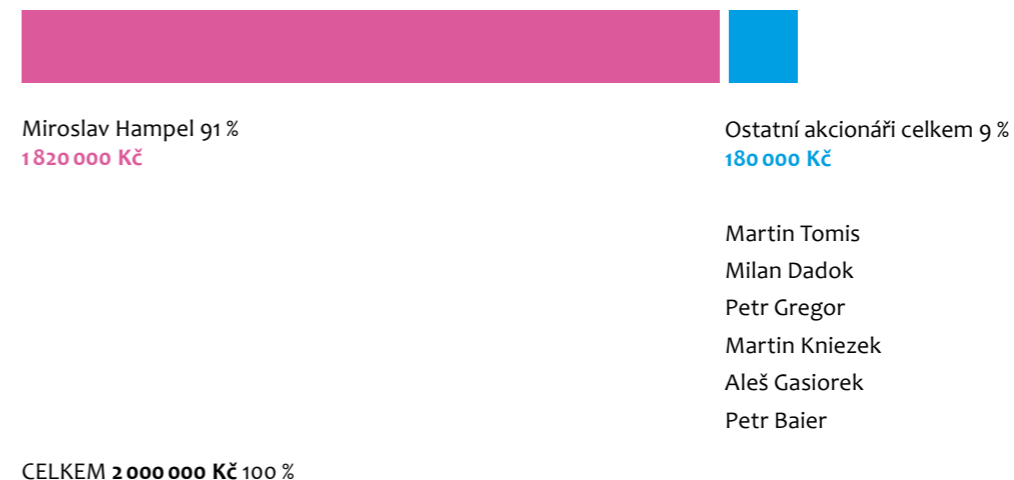 Miroslav Hampel 91 %
1 820 000 Kč
Ostatní akcionáři celkem 9 %
180 000 Kč
Martin Tomis
Milan Dadok
Petr Gregor
Martin Kniezek
Aleš Gasiorek
Petr Baier
CELKEM 2 000 000 Kč 100 %